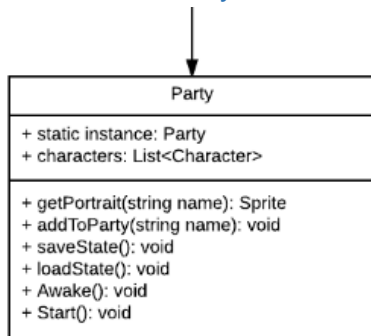 Party
+ static instance: Party
+ characters: List<Character>
+ getPortrait(string name): Sprite
+ addToParty(string name): void
+ saveState(): void
+ loadState(): void
+ Awake(): void
+ Start(): void